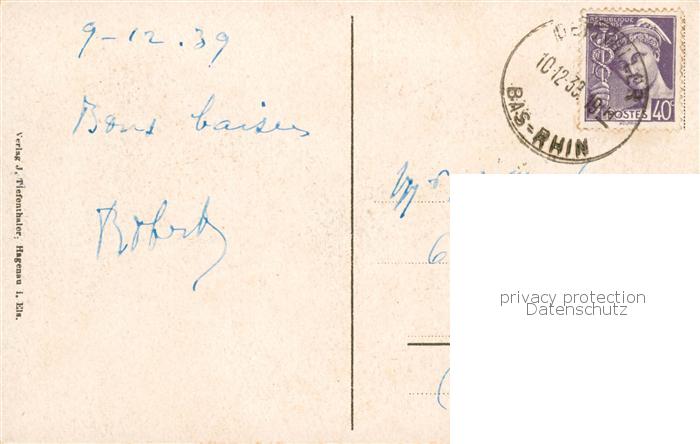 9-12.39
Bons baisers
Robert
Verlag J. Tiefenthaler, Hagenau i. Els.
REPUBLIQUE
POSTES 40c
10-12 39
BAS=RHIN
privacy protection
Datenschutz